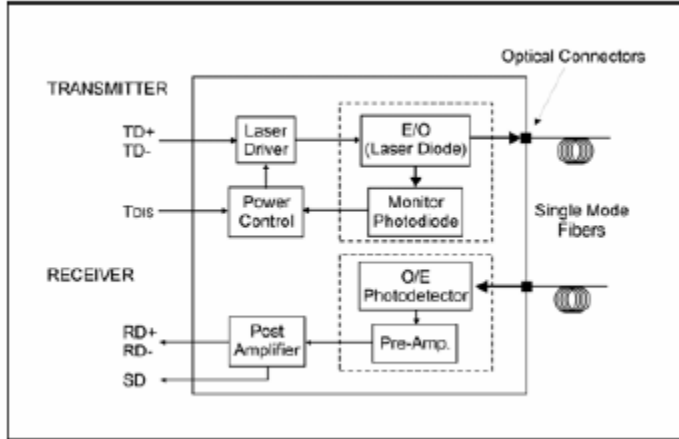 Optical Connectors
TRANSMITTER
TD+
TD-
Laser
Driver
E/O
(Laser Diode)
TDIS
Power
Control
Monitor
Photodiode
Single Mode
Fibers
RECEIVER
O/E
Photodetector
RD+
RD-
Post
Amplifier
Pre-Amp.
SD